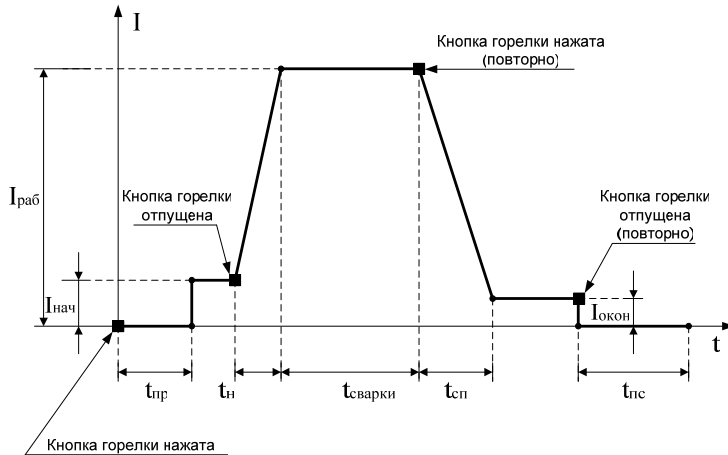 I
Кнопка горелки нажата
(повторно)
Iраб
Кнопка горелки
отпущена
Кнопка горелки
отпущена
(повторно)
Iнач
Iокон
t
tпр
tн
tсварки
tсп
tпс
Кнопка горелки нажата